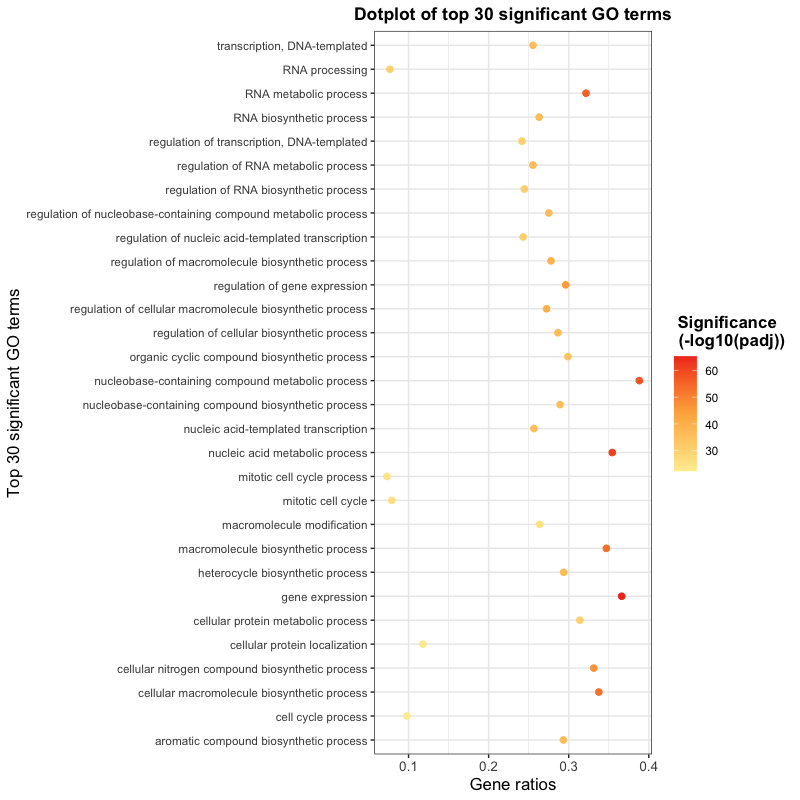 Dotplot of top 30 significant GO terms
Top 30 significant GO terms
transcription, DNA-templated
RNA processing
RNA metabolic process
RNA biosynthetic process
regulation of transcription, DNA-templated
regulation of RNA metabolic process
regulation of RNA biosynthetic process
regulation of nucleobase-containing compound metabolic process
regulation of nucleic acid-templated transcription
regulation of macromolecule biosynthetic process
regulation of gene expression
regulation of cellular macromolecule biosynthetic process
regulation of cellular biosynthetic process
organic cyclic compound biosynthetic process
nucleobase-containing compound metabolic process
nucleobase-containing compound biosynthetic process
nucleic acid-templated transcription
nucleic acid metabolic process
mitotic cell cycle process
mitotic cell cycle
macromolecule modification
macromolecule biosynthetic process
heterocycle biosynthetic process
gene expression
cellular protein metabolic process
cellular protein localization
cellular nitrogen compound biosynthetic process
cellular macromolecule biosynthetic process
cell cycle process
aromatic compound biosynthetic process
0.1 0.2 0.3 0.4
Gene ratios
Significance
(-log10(padj))
60
50
40
30